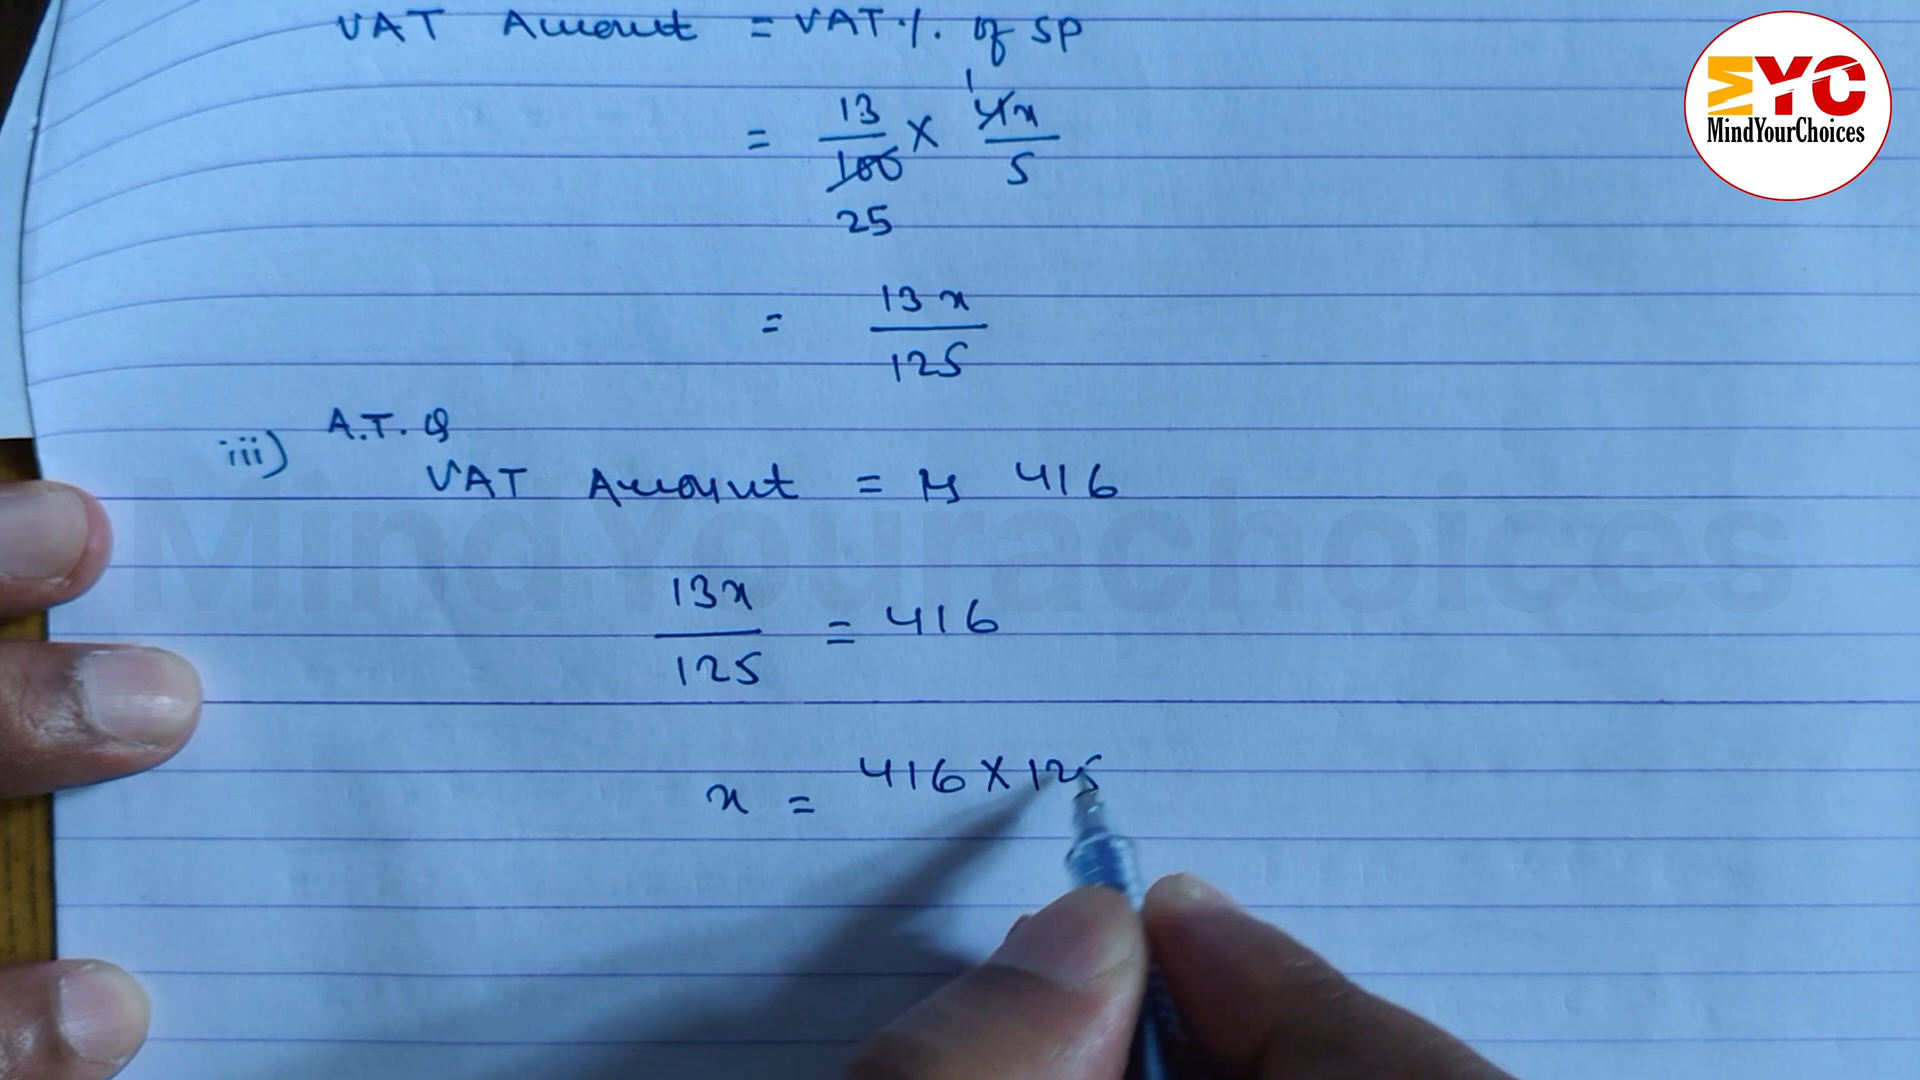 VAT Amount = VAT %. of SP
MYC
MindYourChoices
= 13/100 × 4x/5
1
25
= 13x/125
iii) A.T.Q
VAT Amount = Rs 416
MindYourachoices
13x/125 = 416
x = 416 × 125